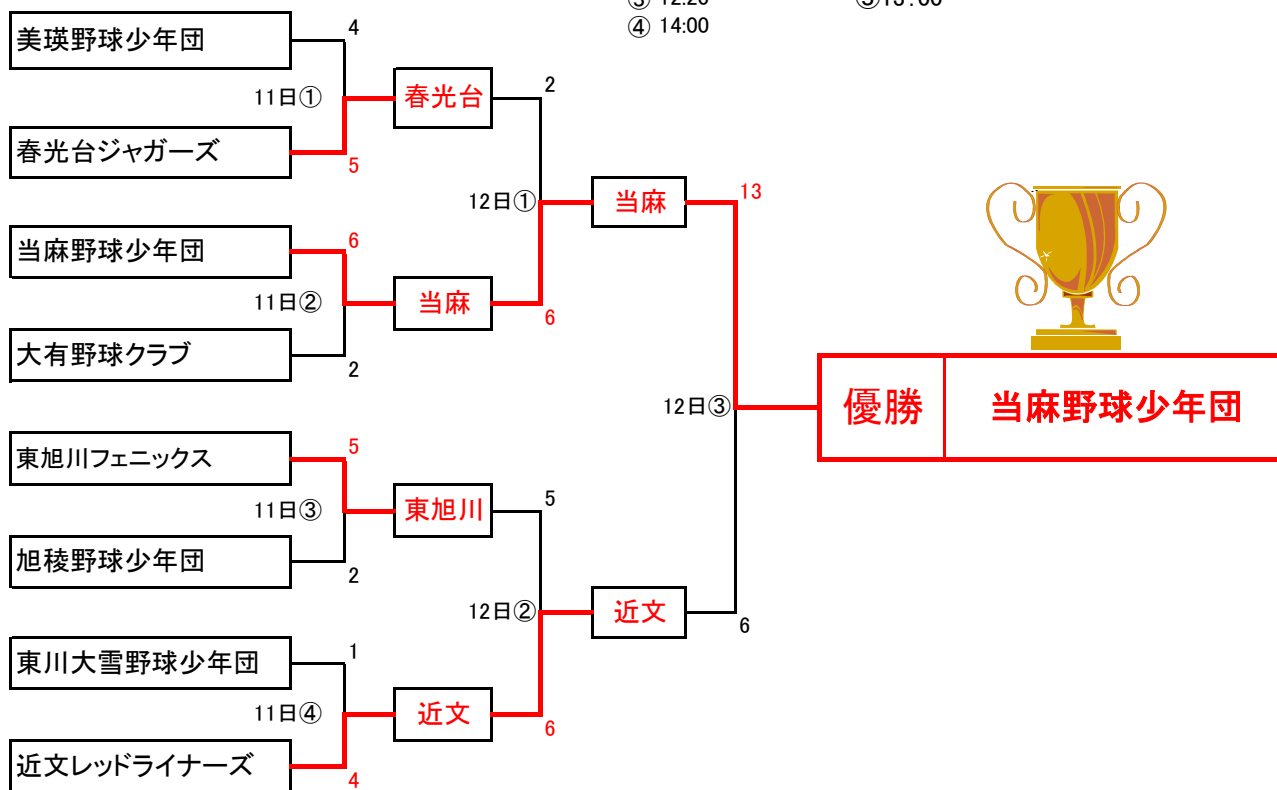 ③ 12:20
③13:00
④ 14:00
美瑛野球少年団
4
11日①
春光台
2
春光台ジャガーズ
5
12日①
当麻
13
当麻野球少年団
6
11日②
当麻
6
大有野球クラブ
2
12日③
優勝
当麻野球少年団
東旭川フェニックス
5
11日③
東旭川
5
旭稜野球少年団
2
12日②
近文
6
東川大雪野球少年団
1
11日④
近文
6
近文レッドライナーズ
4